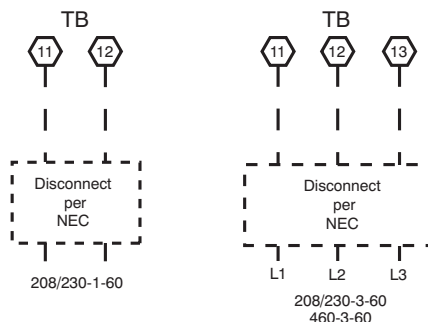 TB
11 12
Disconnect
per
NEC
208/230-1-60
TB
11 12 13
Disconnect
per
NEC
L1 L2 L3
208/230-3-60
460-3-60